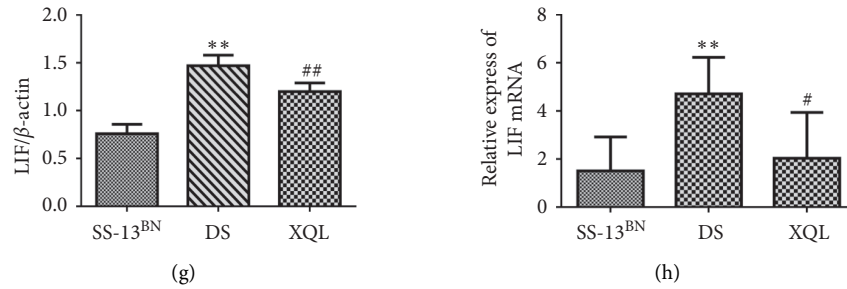 LIF/β-actin
2.0
1.5
1.0
0.5
0.0
**
##
SS-13BN DS XQL
(g)
Relative express of
LIF mRNA
8
6
4
2
0
**
#
SS-13BN DS XQL
(h)